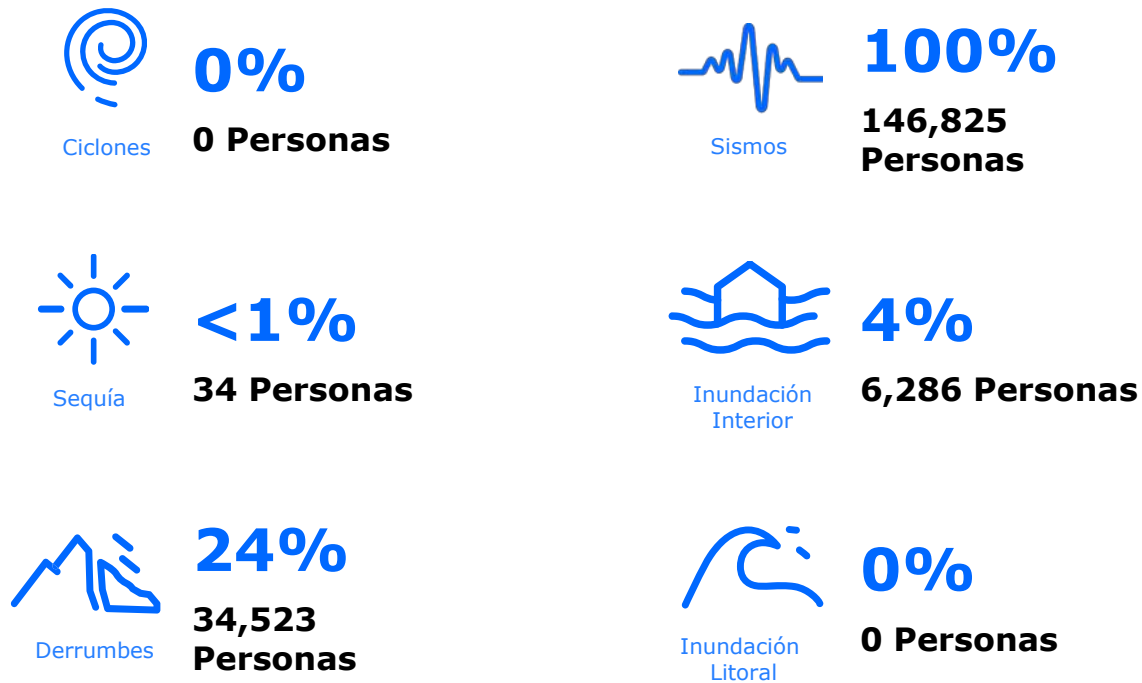 0%
0 Personas
Ciclones
100%
146,825
Personas
Sismos
<1%
34 Personas
Sequía
4%
6,286 Personas
Inundación
Interior
24%
34,523
Personas
Derrumbes
0%
0 Personas
Inundación
Litoral